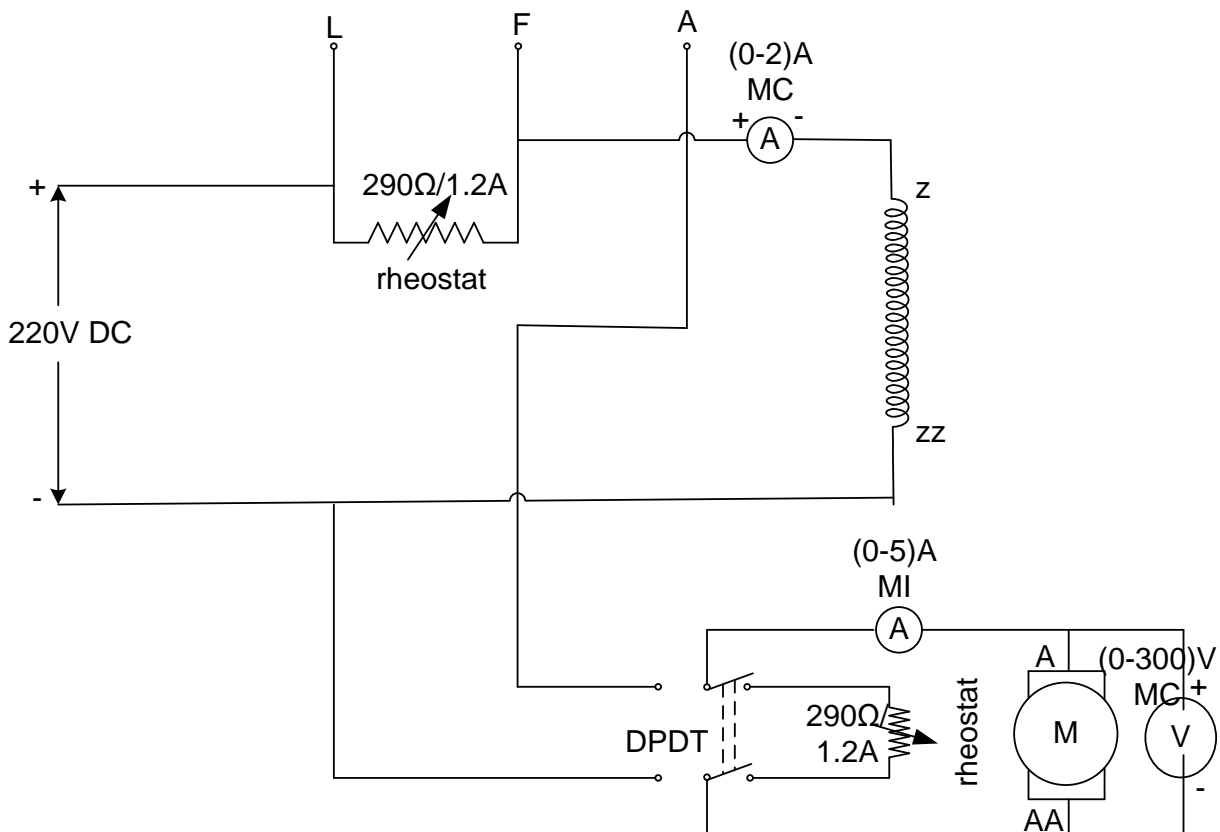 L
F
A
(0-2)A
MC
+
-
A
+
290Ω/1.2A
rheostat
z
220V DC
zz
-
(0-5)A
MI
A
A
(0-300)V
MC
+
290Ω/
1.2A
rheostat
DPDT
M
V
-
AA